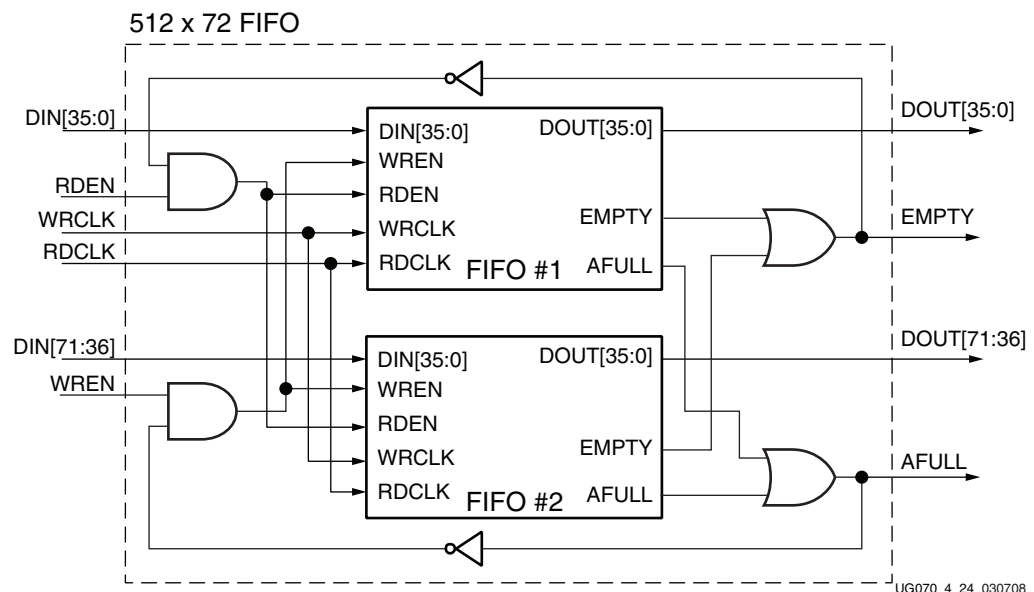 512 x 72 FIFO
DIN[35:0]
RDEN
WRCLK
RDCLK
DIN[71:36]
WREN
DIN[35:0]
WREN
RDEN
WRCLK
RDCLK
DOUT[35:0]
EMPTY
AFULL
FIFO #1
DIN[35:0]
WREN
RDEN
WRCLK
RDCLK
DOUT[35:0]
EMPTY
AFULL
FIFO #2
DOUT[35:0]
EMPTY
DOUT[71:36]
AFULL
UG070_4_24_030708